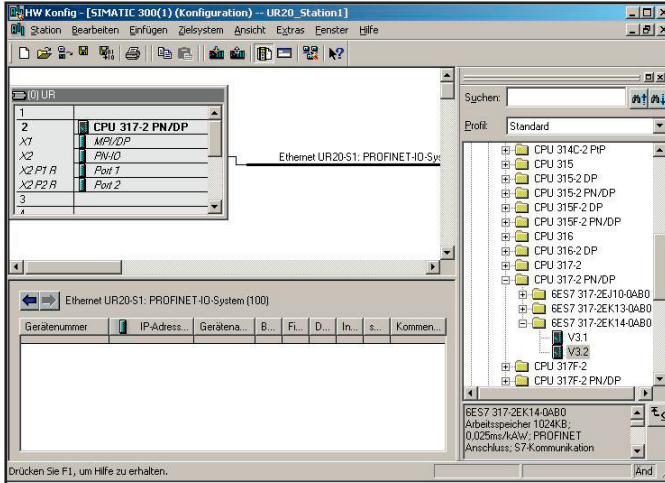 HW Konfig - [SIMATIC 300(1) (Konfiguration) -- UR20_Station1]
Station Bearbeiten Einfügen Zielsystem Ansicht Extras Fenster Hilfe
(0) UR
1
2 CPU 317-2 PN/DP
X1 MPI/DP
X2 PN-IO
X2 P1 R Port 1
X2 P2 R Port 2
3
4
Ethernet UR20-S1: PROFINET-IO-Sys
Ethernet UR20-S1: PROFINET-IO-System (100)
Gerätenummer IP-Adress... Gerätena... B... Fi... D... In... s... Kommen...
Suchen:
Profil: Standard
CPU 314C-2 PtP
CPU 315
CPU 315-2 DP
CPU 315-2 PN/DP
CPU 315F-2 DP
CPU 315F-2 PN/DP
CPU 316
CPU 316-2 DP
CPU 317-2
CPU 317-2 PN/DP
6ES7 317-2EJ10-0AB0
6ES7 317-2EK13-0AB0
6ES7 317-2EK14-0AB0
V3.1
V3.2
CPU 317F-2
CPU 317F-2 PN/DP
6ES7 317-2EK14-0AB0
Arbeitsspeicher 1024KB;
0,025ms/kAW; PROFINET
Anschluss; S7-Kommunikation
Drücken Sie F1, um Hilfe zu erhalten.
Änd